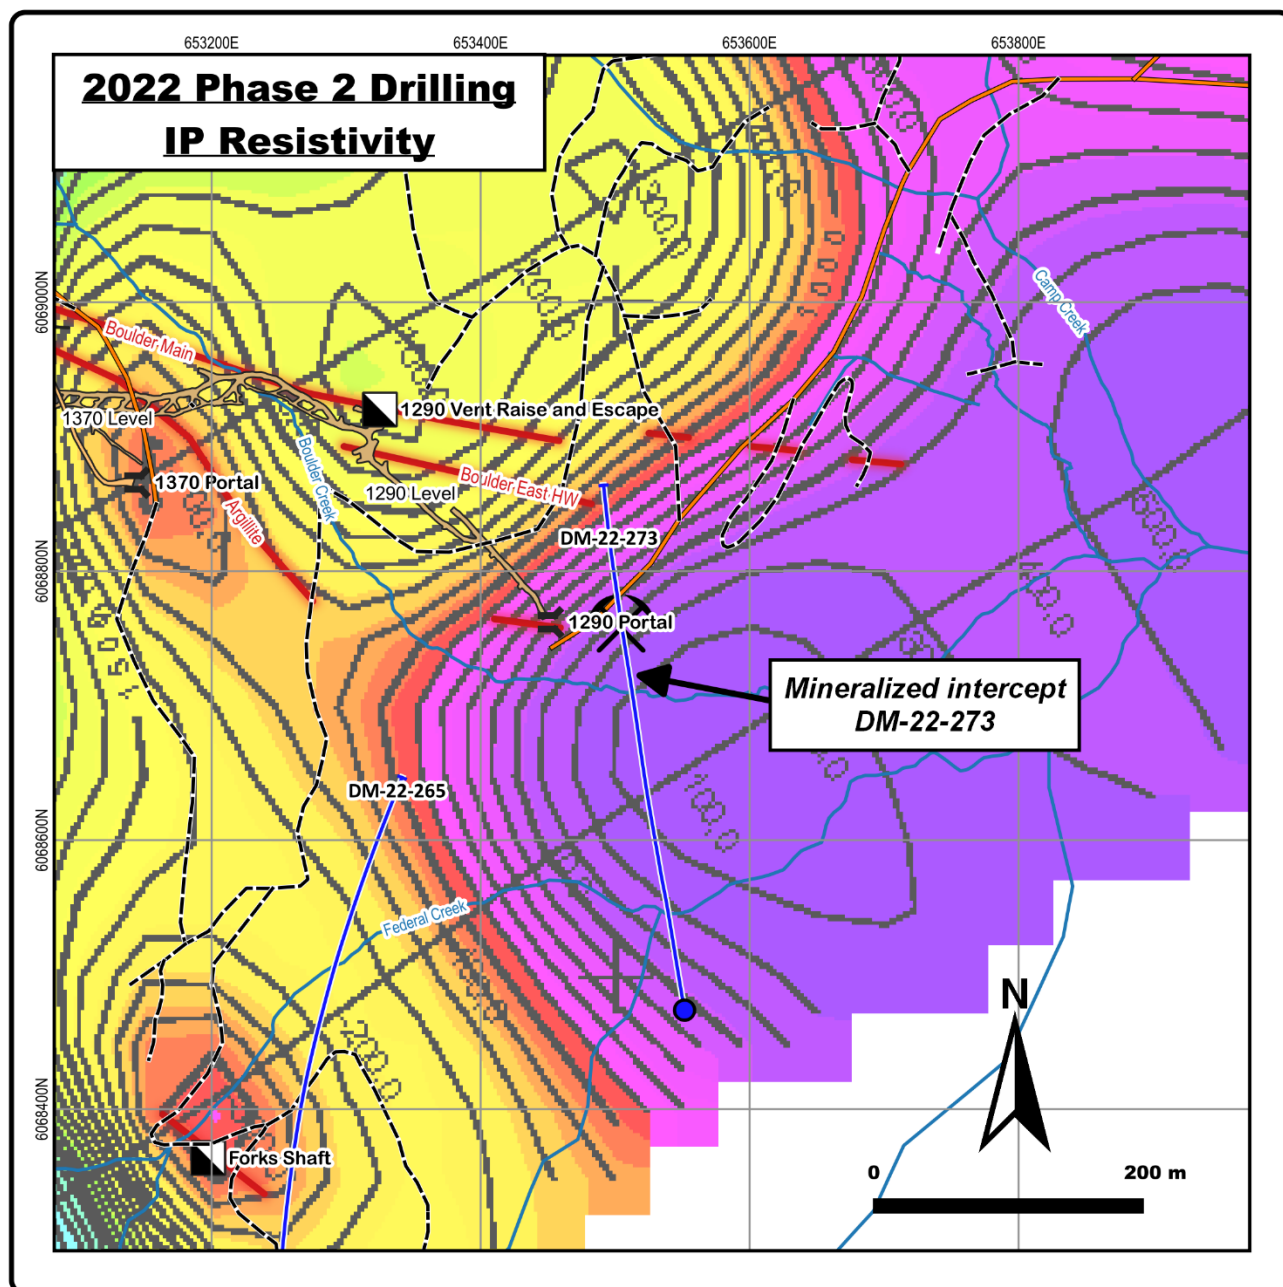 653200E
653400E
653600E
653800E
2022 Phase 2 Drilling
IP Resistivity
6069000N
Camp Creek
Boulder Main
1290 Vent Raise and Escape
1370 Level
Boulder Creek
Boulder East HW
1370 Portal
1290 Level
Argillite
DM-22-273
6068800N
1290 Portal
Mineralized intercept
DM-22-273
DM-22-265
6068600N
Federal Creek
N
6068400N
Forks Shaft
0
200 m
600.0
100.0
200.0